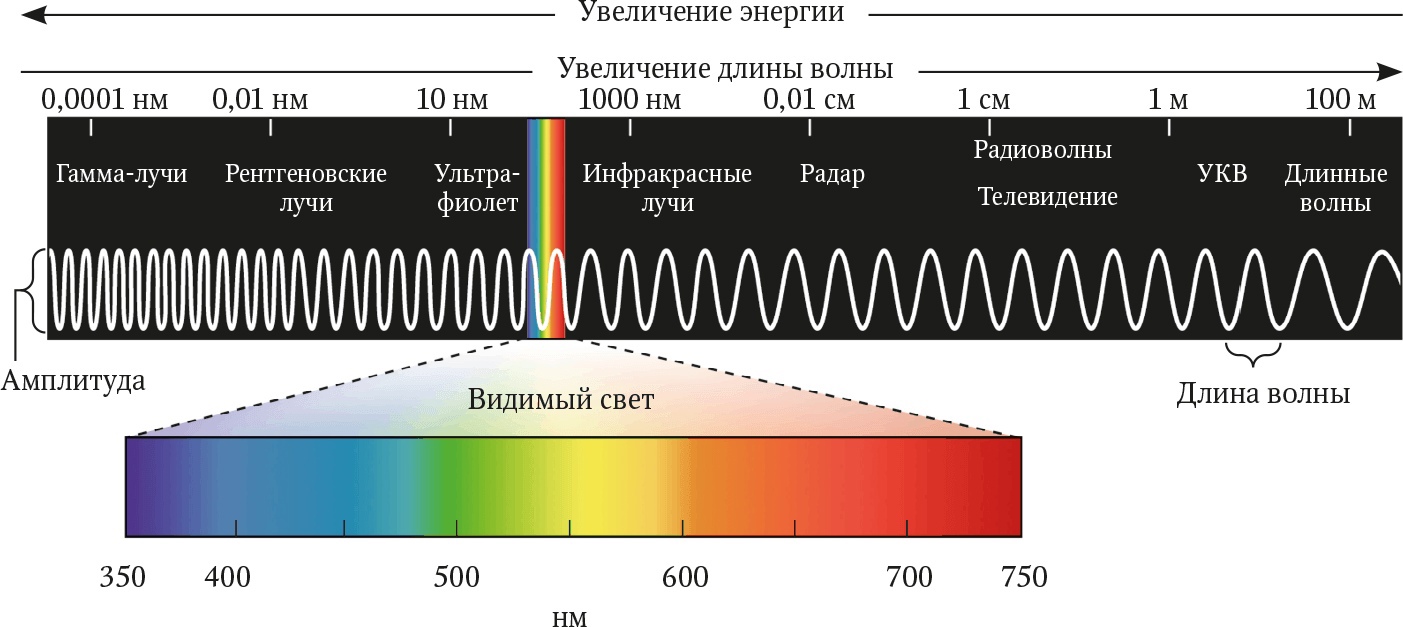 Увеличение энергии
Увеличение длины волны
0,0001 нм 0,01 нм 10 нм 1000 нм 0,01 см 1 см 1 м 100 м
Гамма-лучи
Рентгеновские
лучи
Ультра-
фиолет
Инфракрасные
лучи
Радар
Радиоволны
Телевидение
УКВ
Длинные
волны
Амплитуда
Длина волны
Видимый свет
350 400 500 600 700 750
нм